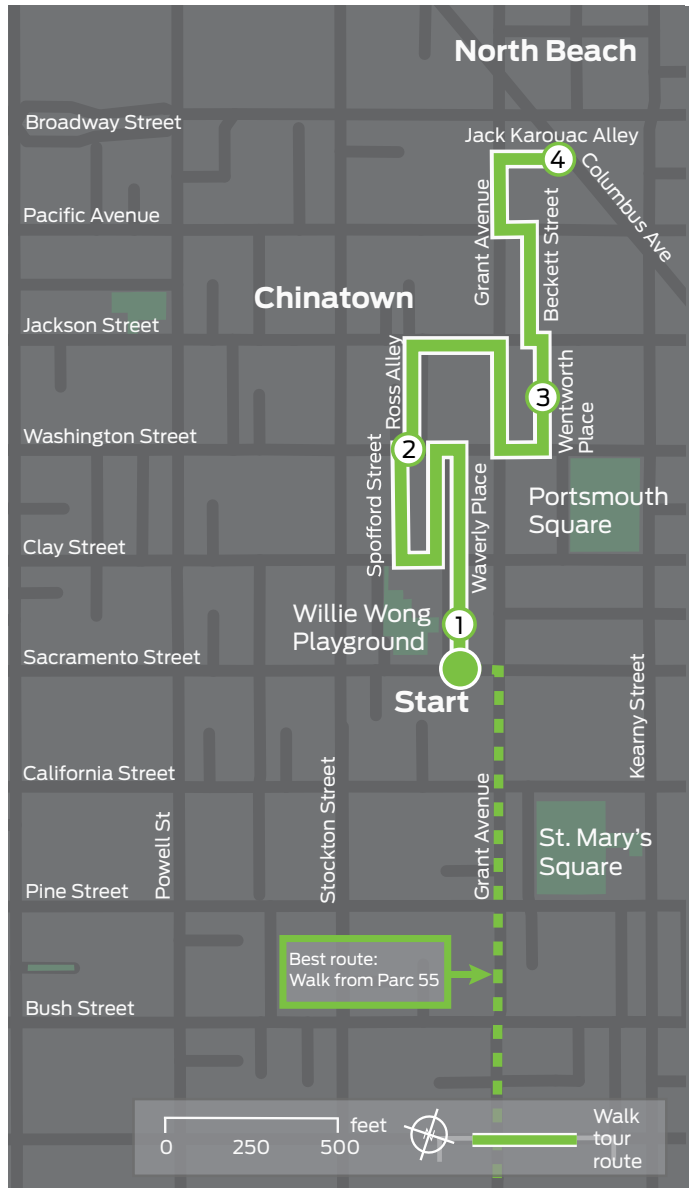 North Beach
Broadway Street
Jack Karouac Alley
4
Columbus Ave
Grant Avenue
Beckett Street
Pacific Avenue
Chinatown
Jackson Street
Ross Alley
3
Wentworth
Place
Washington Street
2
Spofford Street
Waverly Place
Portsmouth
Square
Clay Street
Willie Wong
Playground
1
Sacramento Street
Start
Kearny Street
California Street
Powell St
Stockton Street
Grant Avenue
St. Mary's
Square
Pine Street
Best route:
Walk from Parc 55
Bush Street
feet
0 250 500
Walk
tour
route